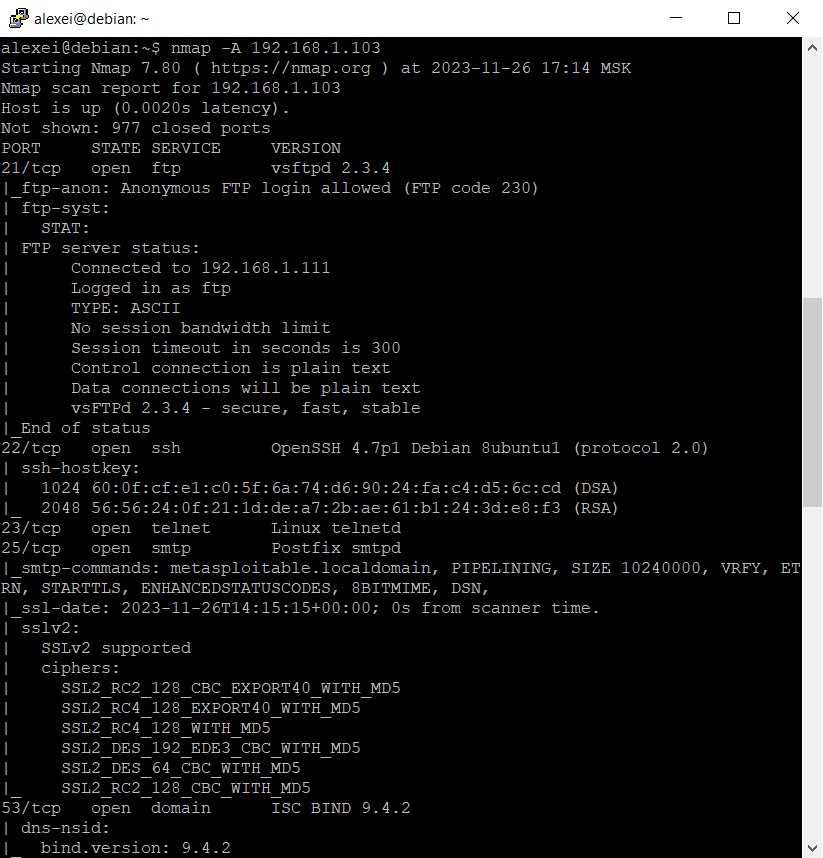 alexei@debian: ~
alexei@debian:~$ nmap -A 192.168.1.103
Starting Nmap 7.80 ( https://nmap.org ) at 2023-11-26 17:14 MSK
Nmap scan report for 192.168.1.103
Host is up (0.0020s latency).
Not shown: 977 closed ports
PORT     STATE SERVICE     VERSION
21/tcp   open  ftp         vsftpd 2.3.4
|_ftp-anon: Anonymous FTP login allowed (FTP code 230)
| ftp-syst:
|   STAT:
| FTP server status:
|      Connected to 192.168.1.111
|      Logged in as ftp
|      TYPE: ASCII
|      No session bandwidth limit
|      Session timeout in seconds is 300
|      Control connection is plain text
|      Data connections will be plain text
|      vsFTPd 2.3.4 - secure, fast, stable
|_End of status
22/tcp   open  ssh         OpenSSH 4.7p1 Debian 8ubuntu1 (protocol 2.0)
| ssh-hostkey:
|   1024 60:0f:cf:e1:c0:5f:6a:74:d6:90:24:fa:c4:d5:6c:cd (DSA)
|_  2048 56:56:24:0f:21:1d:de:a7:2b:ae:61:b1:24:3d:e8:f3 (RSA)
23/tcp   open  telnet      Linux telnetd
25/tcp   open  smtp        Postfix smtpd
|_smtp-commands: metasploitable.localdomain, PIPELINING, SIZE 10240000, VRFY, ET
RN, STARTTLS, ENHANCEDSTATUSCODES, 8BITMIME, DSN,
|_ssl-date: 2023-11-26T14:15:15+00:00; 0s from scanner time.
| sslv2:
|   SSLv2 supported
|   ciphers:
|     SSL2_RC2_128_CBC_EXPORT40_WITH_MD5
|     SSL2_RC4_128_EXPORT40_WITH_MD5
|     SSL2_RC4_128_WITH_MD5
|     SSL2_DES_192_EDE3_CBC_WITH_MD5
|     SSL2_DES_64_CBC_WITH_MD5
|_    SSL2_RC2_128_CBC_WITH_MD5
53/tcp   open  domain      ISC BIND 9.4.2
| dns-nsid:
|_  bind.version: 9.4.2